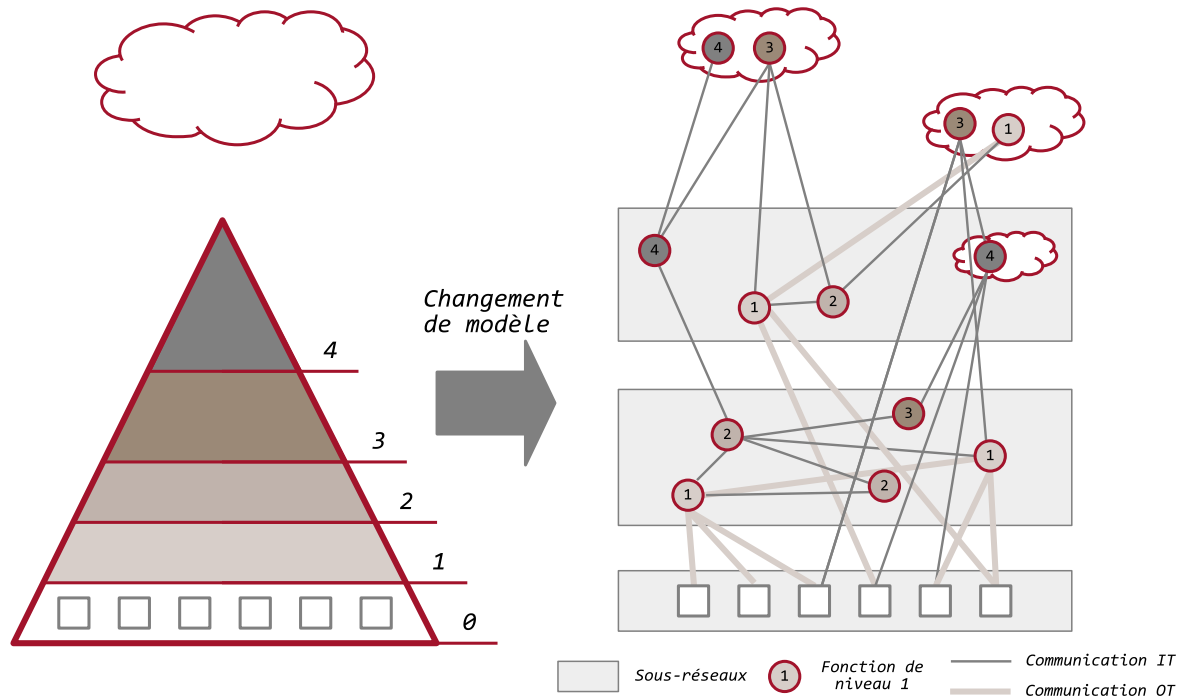 4 3
3 1
4
4
1 2
Changement
de modèle
4
3
2
1
0
3
2
1
2
1
Sous-réseaux
1
Fonction de
niveau 1
Communication IT
Communication OT